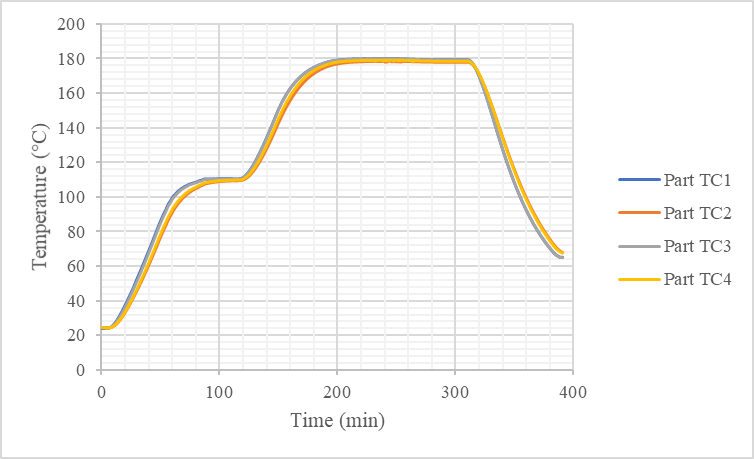 200
180
160
140
120
100
80
60
40
20
0
Temperature (°C)
0 100 200 300 400
Time (min)
Part TC1
Part TC2
Part TC3
Part TC4